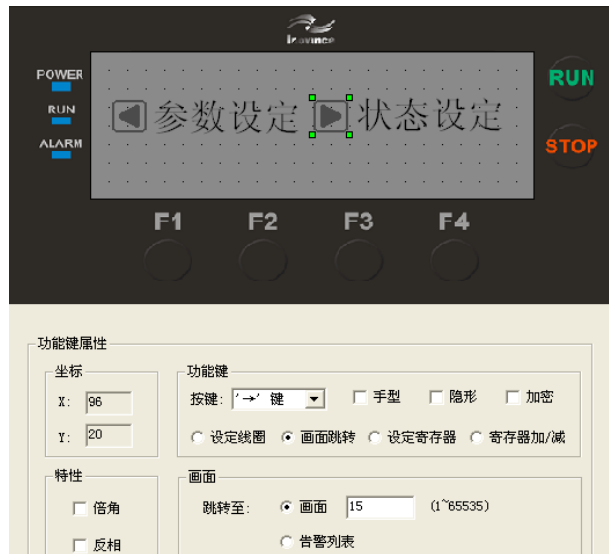 inovance
POWER
RUN
ALARM
参数设定 状态设定
RUN
STOP
F1 F2 F3 F4
功能键属性
坐标
X: 96
Y: 20
功能键
按键: '→' 键 手型 隐形 加密
设定线圈 画面跳转 设定寄存器 寄存器加/减
特性
倍角
反相
画面
跳转至: 画面 15 (1~65535)
告警列表